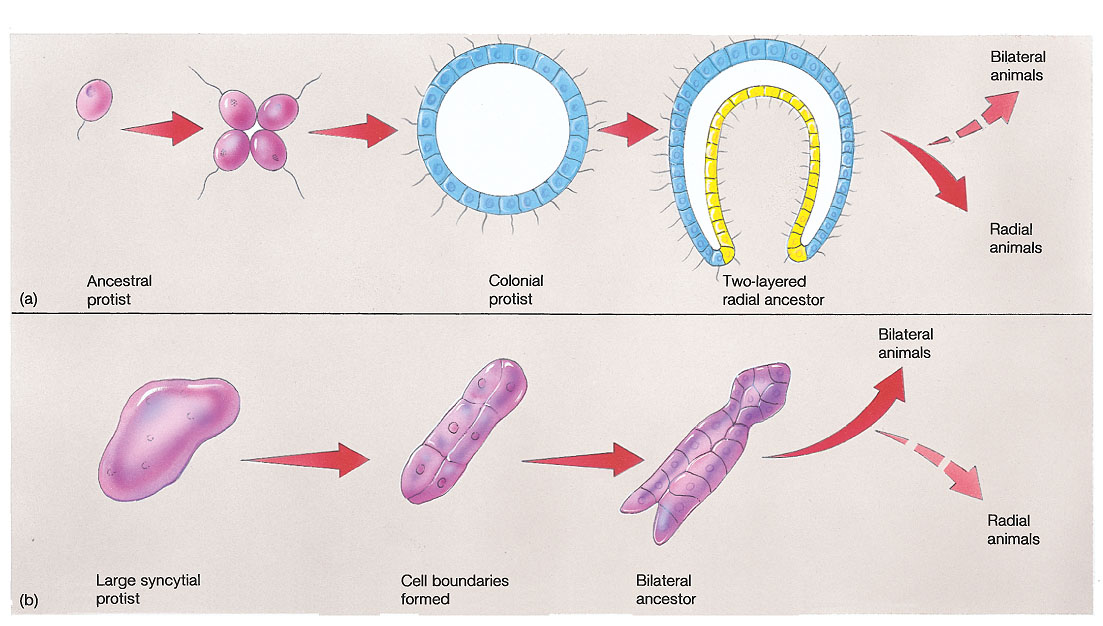 Bilateral
animals
Radial
animals
Ancestral
protist
Colonial
protist
Two-layered
radial ancestor
(a)
Bilateral
animals
Radial
animals
Large syncytial
protist
Cell boundaries
formed
Bilateral
ancestor
(b)